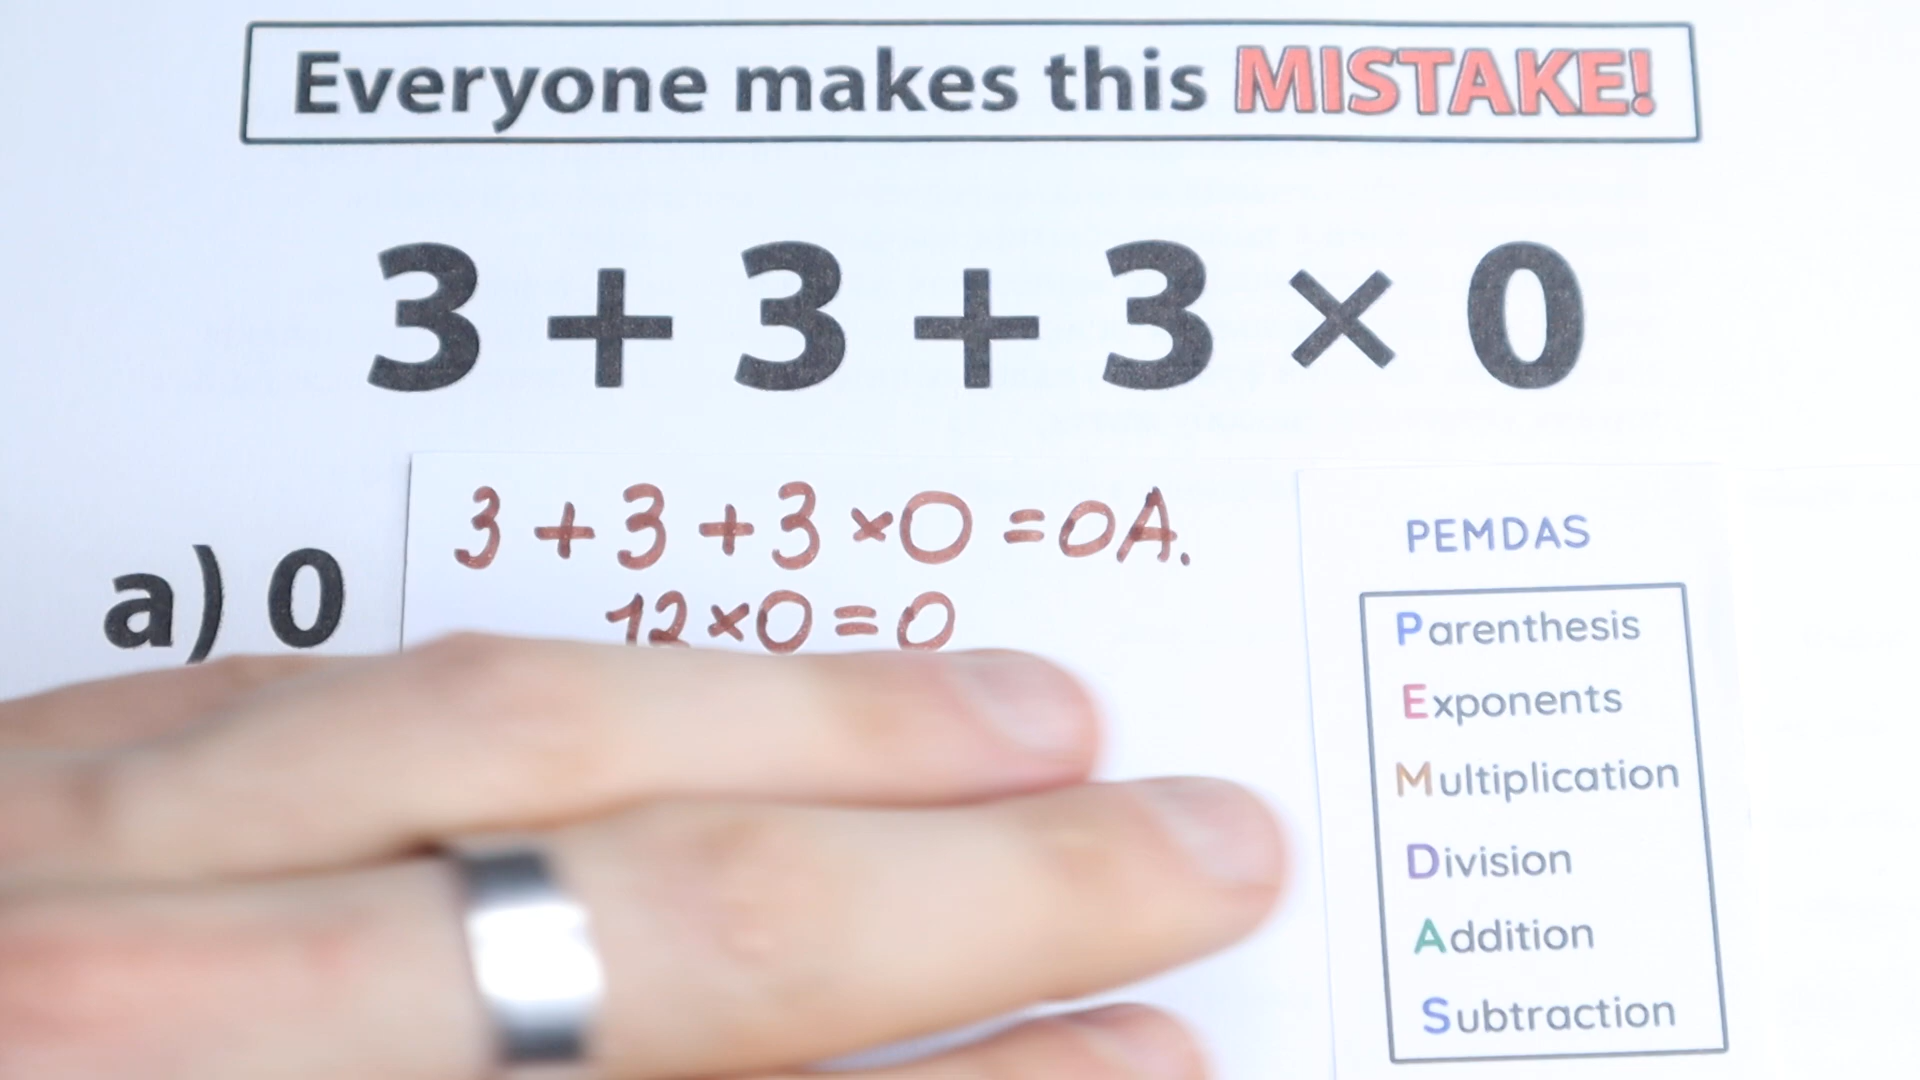 Everyone makes this MISTAKE!
3 + 3 + 3 × 0
a) 0
3 + 3 + 3 × 0 = 0 A.
12 × 0 = 0
PEMDAS
Parenthesis
Exponents
Multiplication
Division
Addition
Subtraction